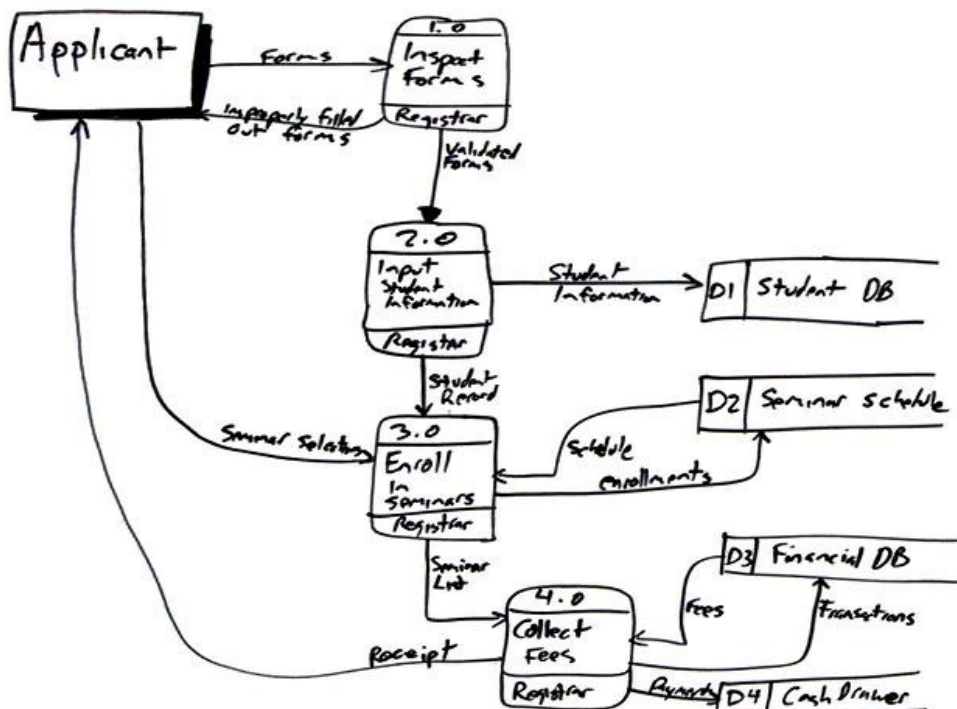 Applicant
Forms
Improperly filled
out forms
1.0
Inspect
Forms
Registrar
Validated
Forms
2.0
Input
Student
Information
Registrar
Student
Information
D1 Student DB
Student
Record
Seminar Selection
3.0
Enroll
In
Seminars
Registrar
D2 Seminar schedule
Schedule
enrollments
Seminar
List
4.0
Collect
Fees
Registrar
Receipt
D3 Financial DB
Fees
Transactions
Payments
D4 Cash Drawer